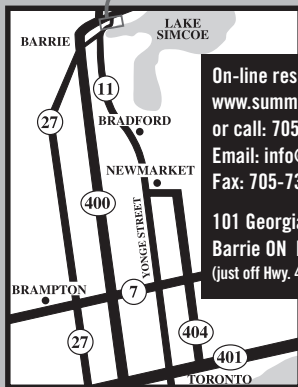 LAKE
SIMCOE
BARRIE
11
27
BRADFORD
NEWMARKET
400
YONGE STREET
7
BRAMPTON
27
404
401
TORONTO
On-line res
www.summ
or call: 705
Email: info@
Fax: 705-73
101 Georgia
Barrie ON
(just off Hwy. 4